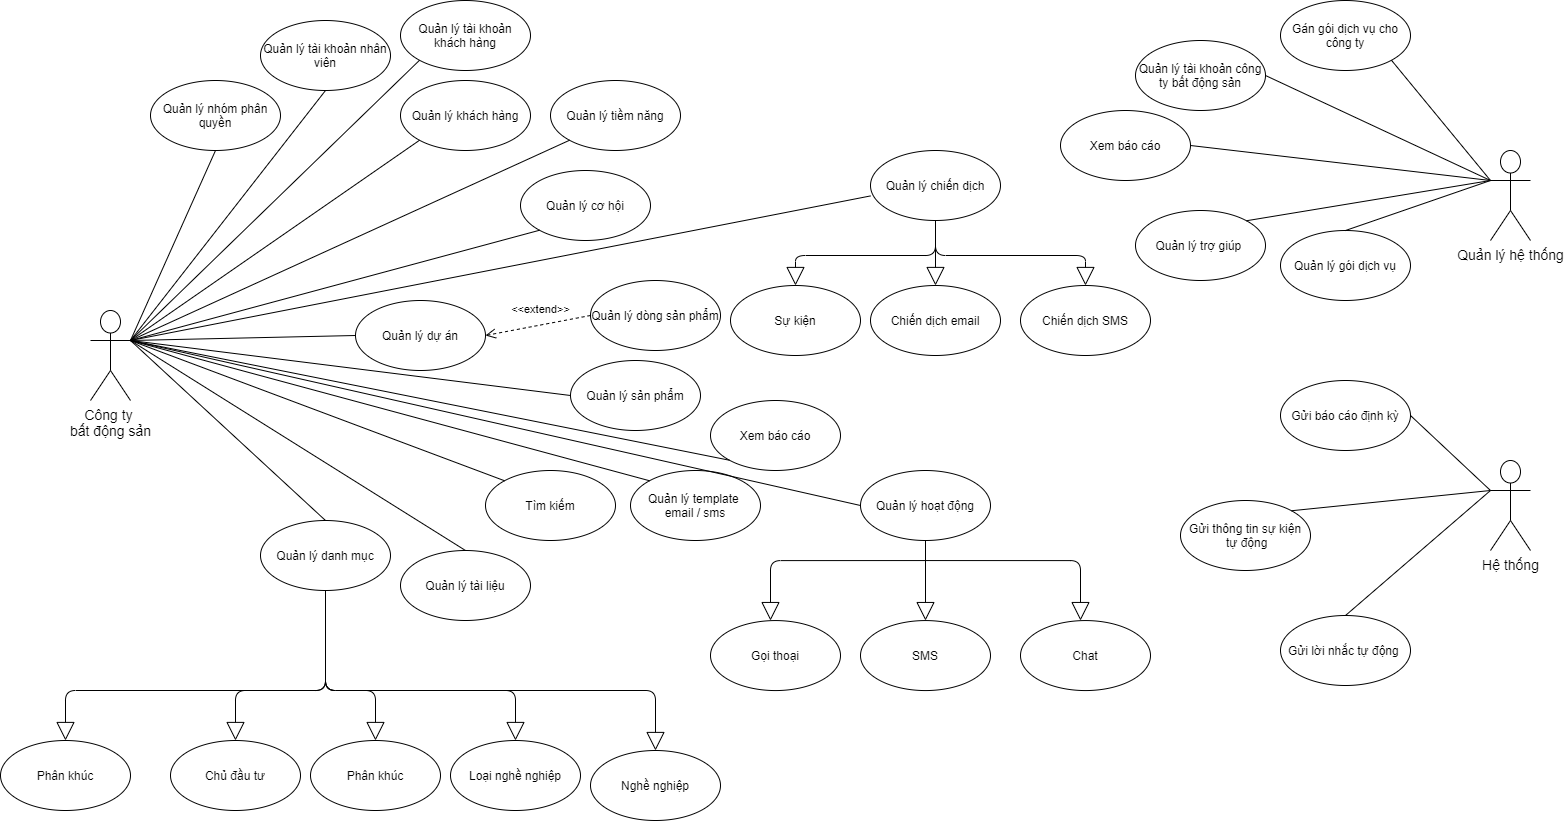 Quản lý tài khoản
khách hàng
Quản lý tài khoản nhân
viên
Quản lý nhóm phân
quyền
Quản lý khách hàng
Quản lý tiềm năng
Quản lý cơ hội
Quản lý chiến dịch
Sự kiện
Chiến dịch email
Chiến dịch SMS
Quản lý dự án
<<extend>>
Quản lý dòng sản phẩm
Quản lý sản phẩm
Xem báo cáo
Công ty
bất động sản
Tìm kiếm
Quản lý template
email / sms
Quản lý hoạt động
Gọi thoại
SMS
Chat
Quản lý danh mục
Quản lý tài liệu
Phân khúc
Chủ đầu tư
Phân khúc
Loại nghề nghiệp
Nghề nghiệp
Gán gói dịch vụ cho
công ty
Quản lý tài khoản công
ty bất động sản
Xem báo cáo
Quản lý trợ giúp
Quản lý gói dịch vụ
Quản lý hệ thống
Gửi báo cáo định kỳ
Gửi thông tin sự kiện
tự động
Gửi lời nhắc tự động
Hệ thống